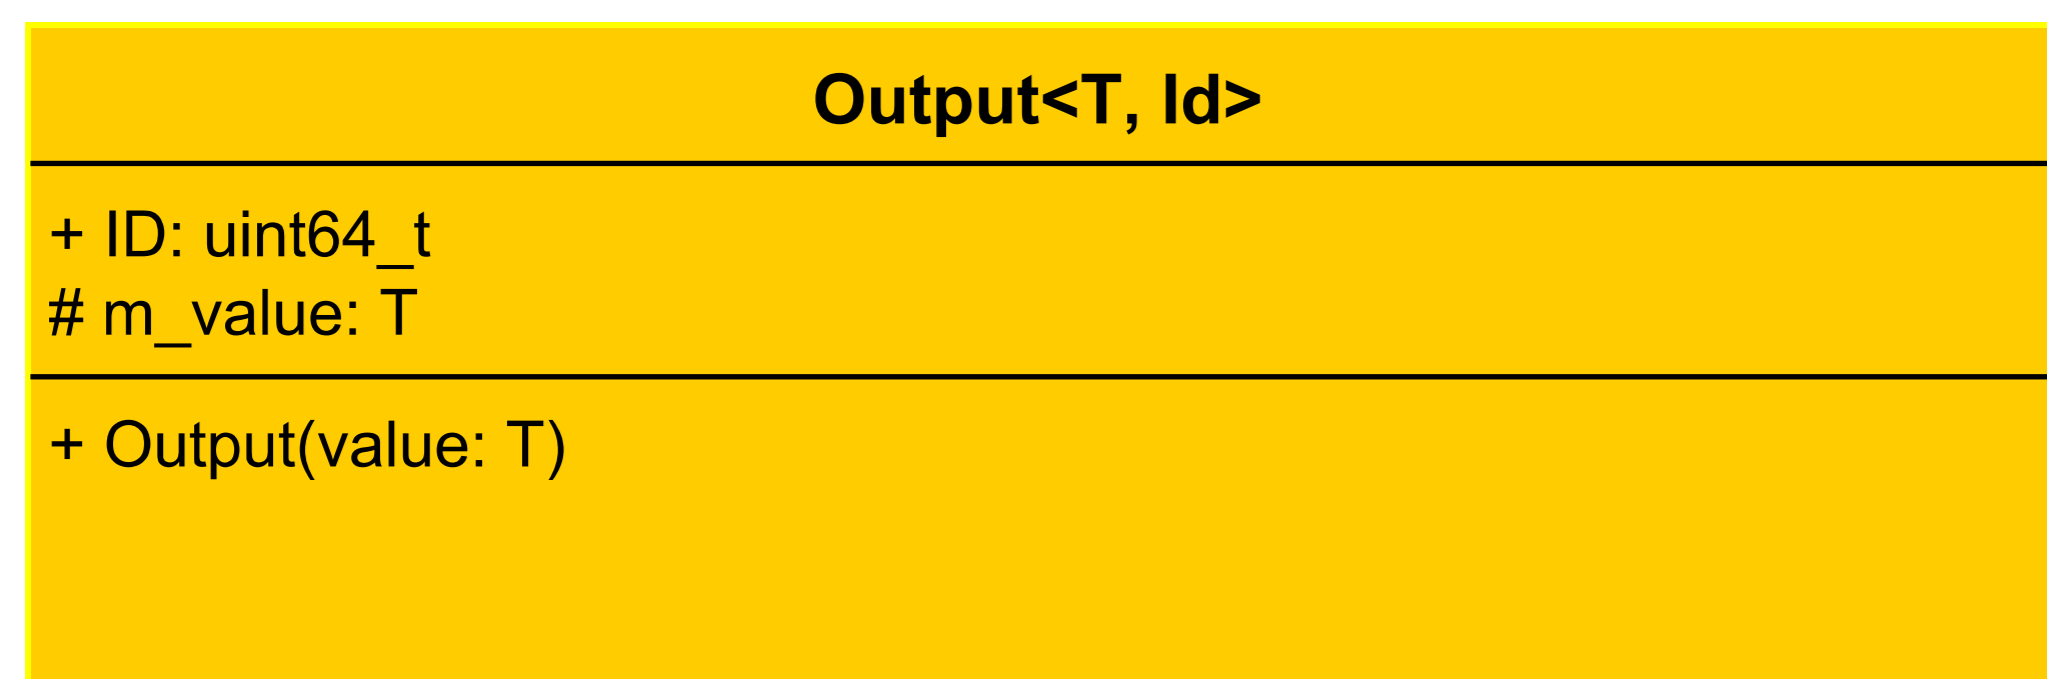 Output<T, Id>
+ ID: uint64_t
# m_value: T
+ Output(value: T)